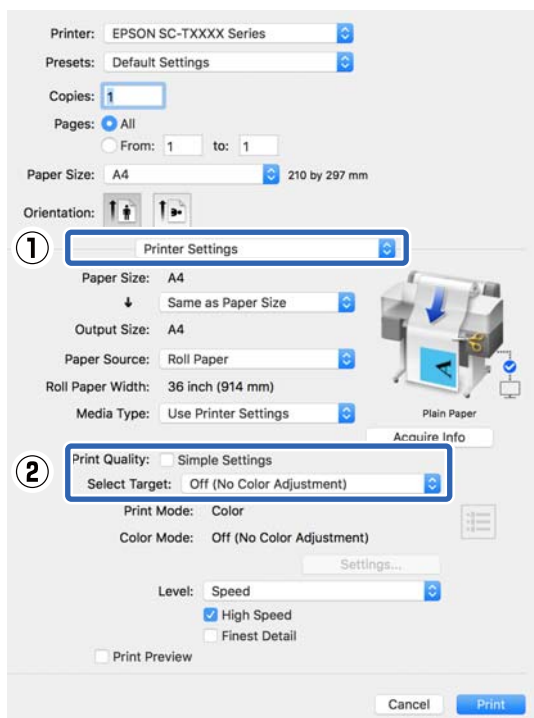 Printer: EPSON SC-TXXXX Series
Presets: Default Settings
Copies: 1
Pages: All
From: 1 to: 1
Paper Size: A4 210 by 297 mm
Orientation:
1 Printer Settings
Paper Size: A4
Same as Paper Size
Output Size: A4
Paper Source: Roll Paper
Roll Paper Width: 36 inch (914 mm)
Media Type: Use Printer Settings
Plain Paper
Acquire Info
2 Print Quality: Simple Settings
Select Target: Off (No Color Adjustment)
Print Mode: Color
Color Mode: Off (No Color Adjustment)
Settings...
Level: Speed
High Speed
Finest Detail
Print Preview
Cancel Print